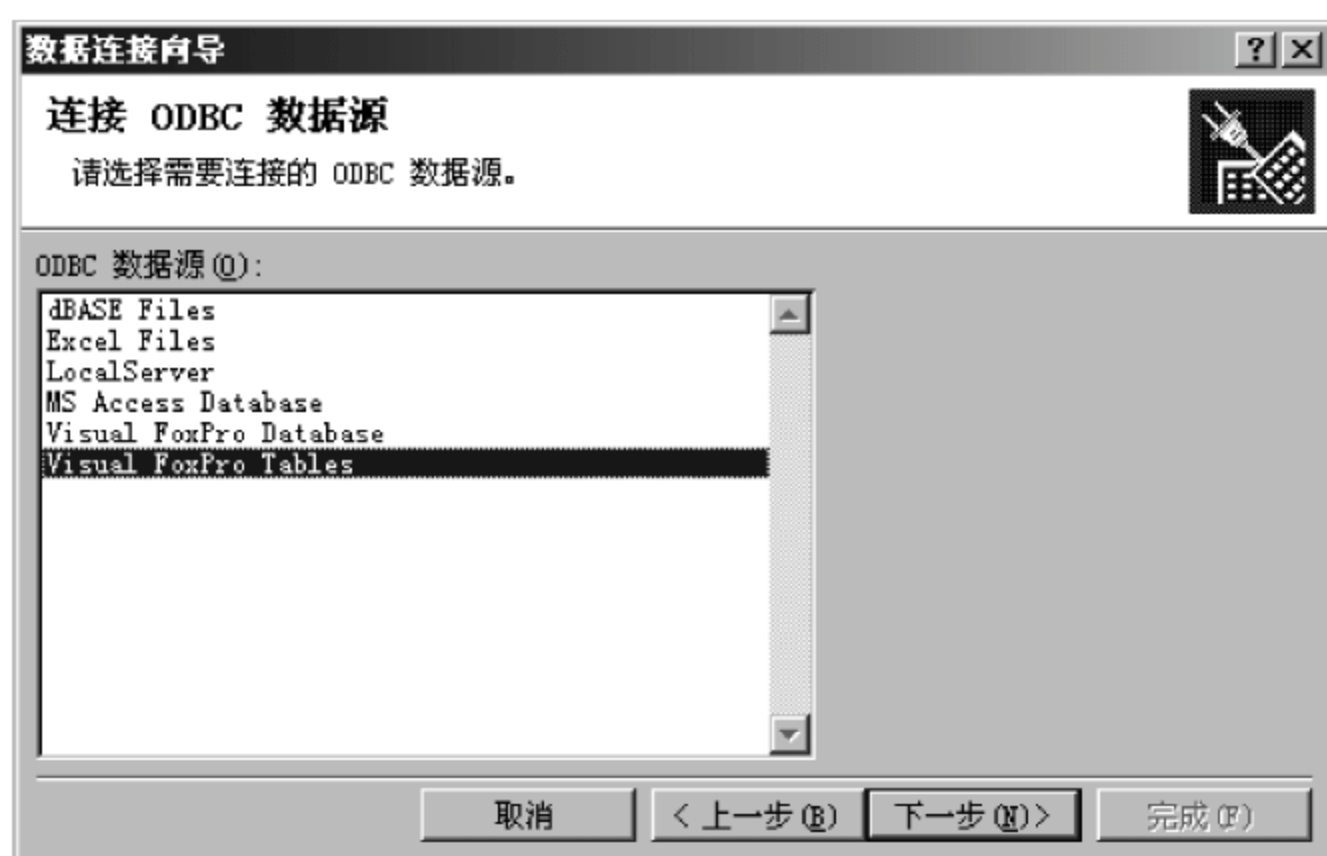 数据连接向导
连接 ODBC 数据源
请选择需要连接的 ODBC 数据源。
ODBC 数据源(O):
dBASE Files
Excel Files
LocalServer
MS Access Database
Visual FoxPro Database
Visual FoxPro Tables
取消 < 上一步(B) 下一步(N)> 完成(F)